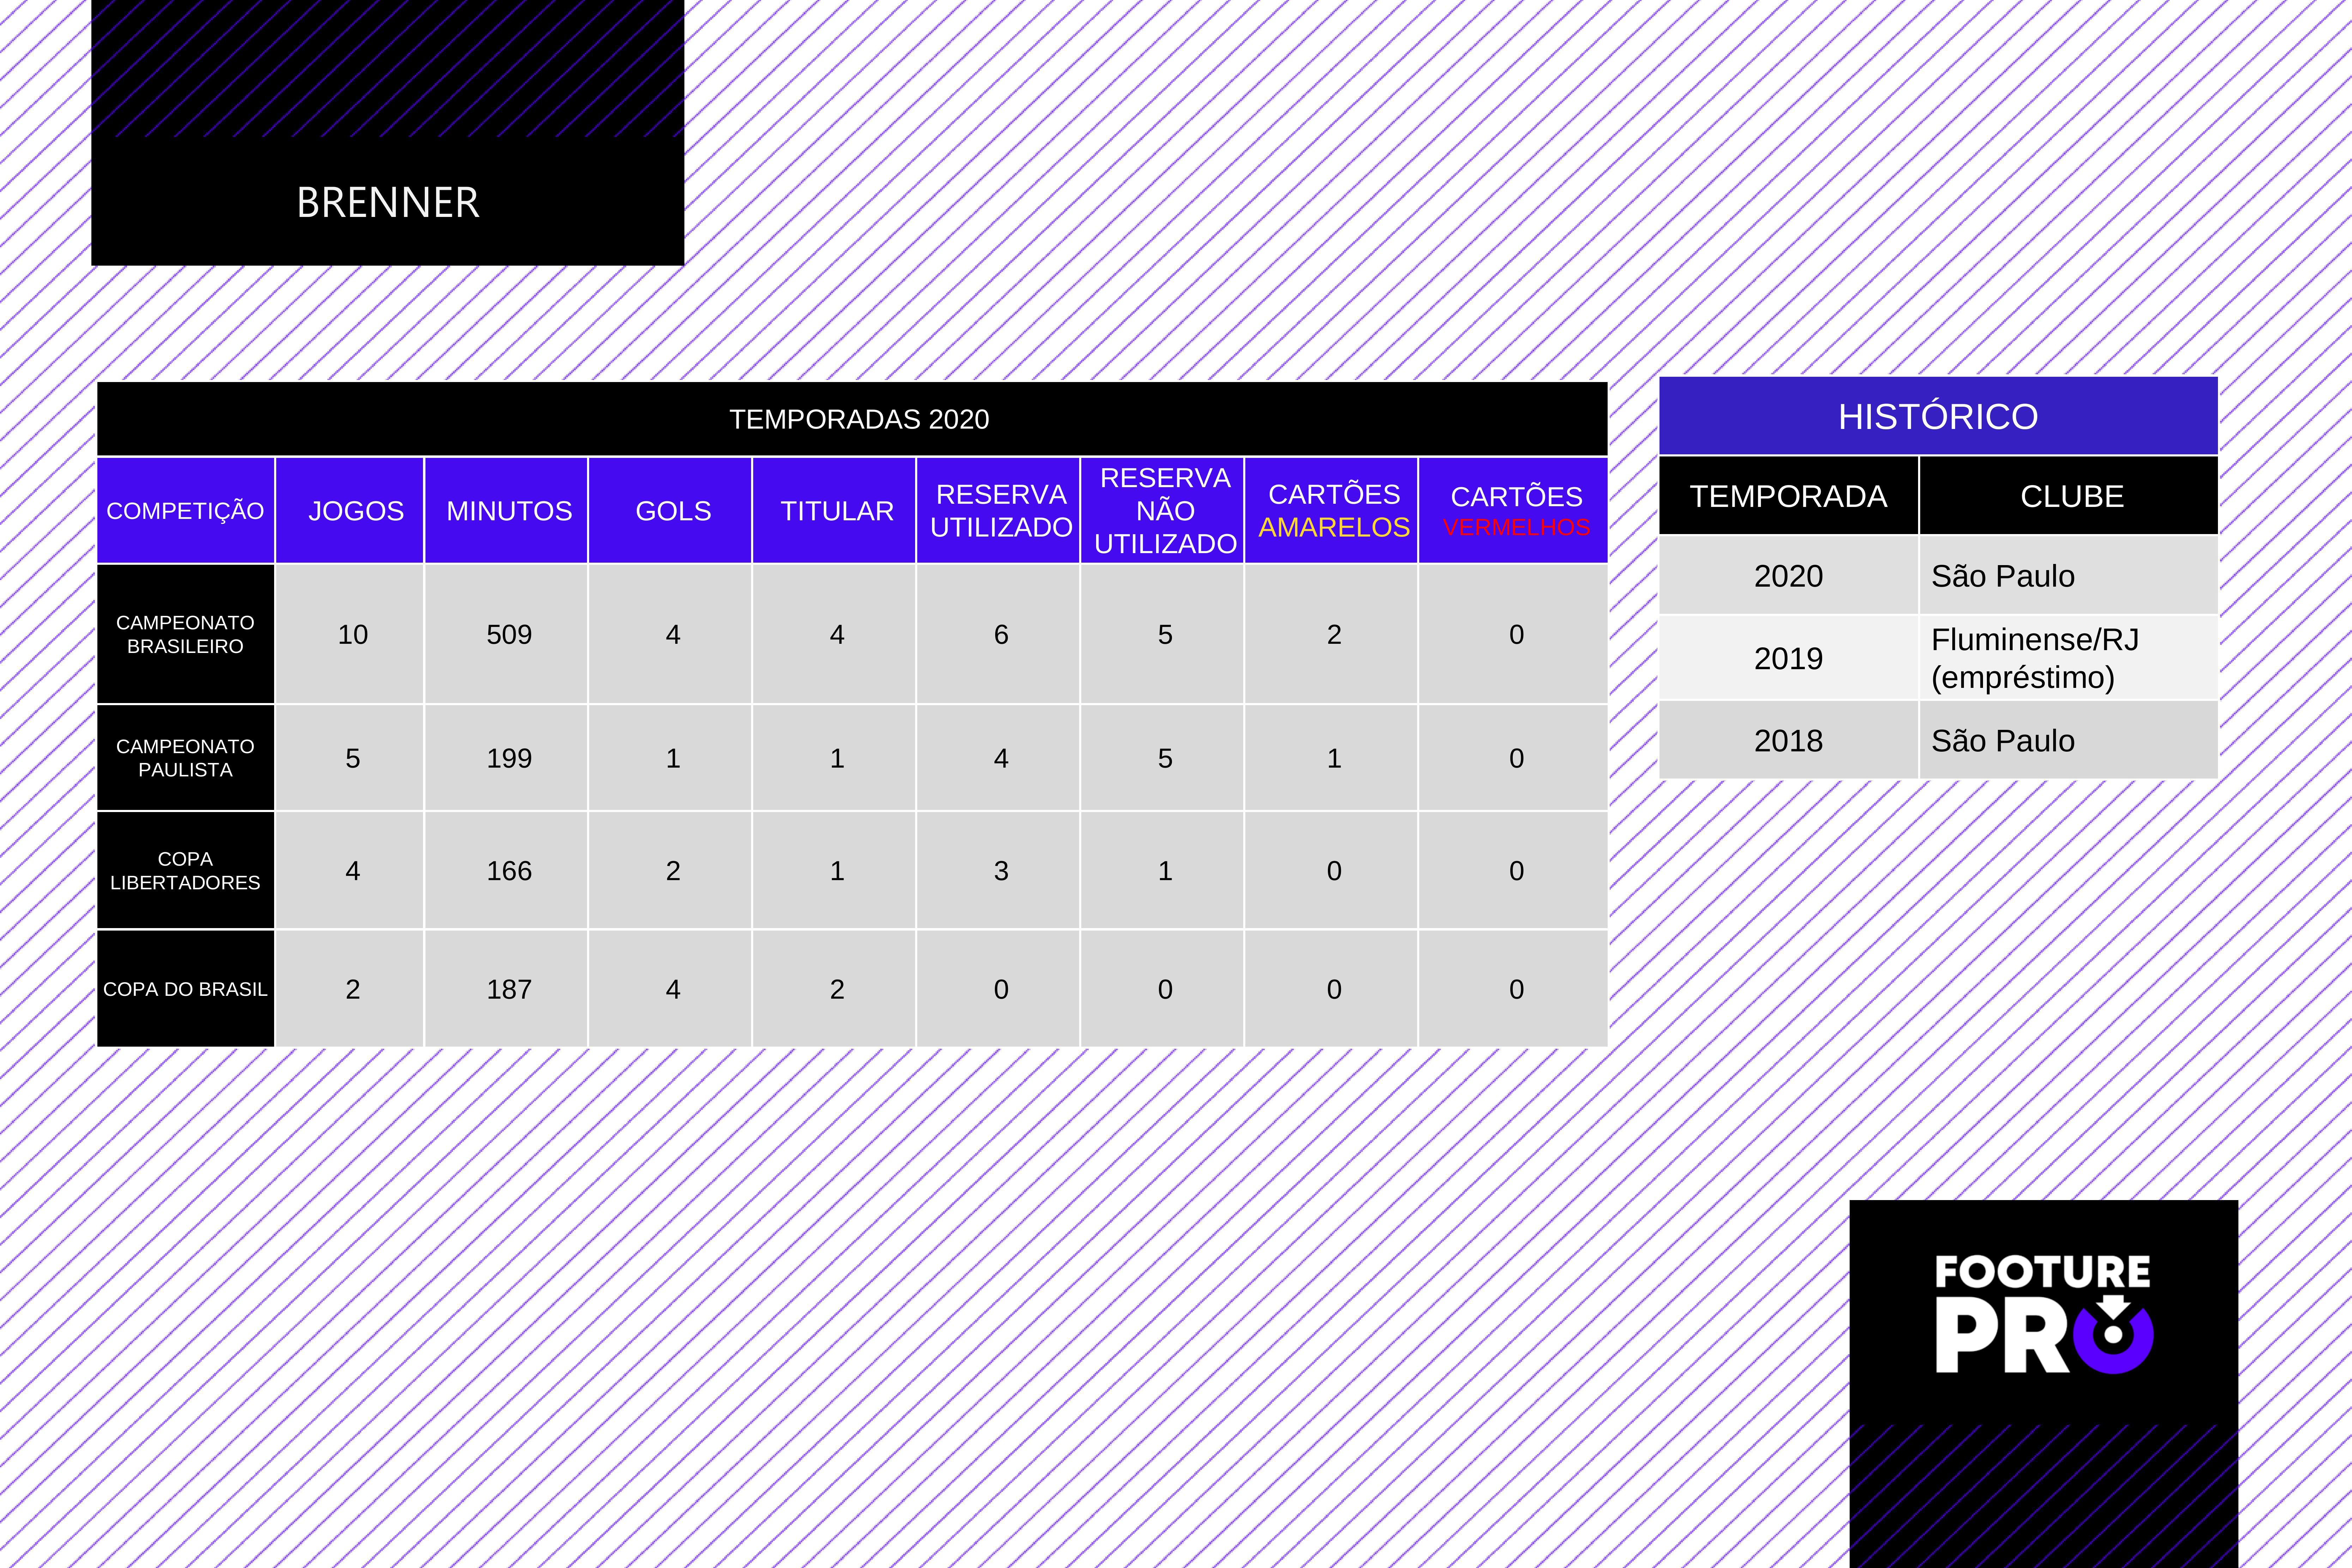 BRENNER
TEMPORADAS 2020
COMPETIÇÃO JOGOS MINUTOS GOLS TITULAR RESERVA UTILIZADO RESERVA NÃO UTILIZADO CARTÕES AMARELOS CARTÕES VERMELHOS
CAMPEONATO BRASILEIRO 10 509 4 4 6 5 2 0
CAMPEONATO PAULISTA 5 199 1 1 4 5 1 0
COPA LIBERTADORES 4 166 2 1 3 1 0 0
COPA DO BRASIL 2 187 4 2 0 0 0 0
HISTÓRICO
TEMPORADA CLUBE
2020 São Paulo
2019 Fluminense/RJ (empréstimo)
2018 São Paulo
FOOTURE
PRO